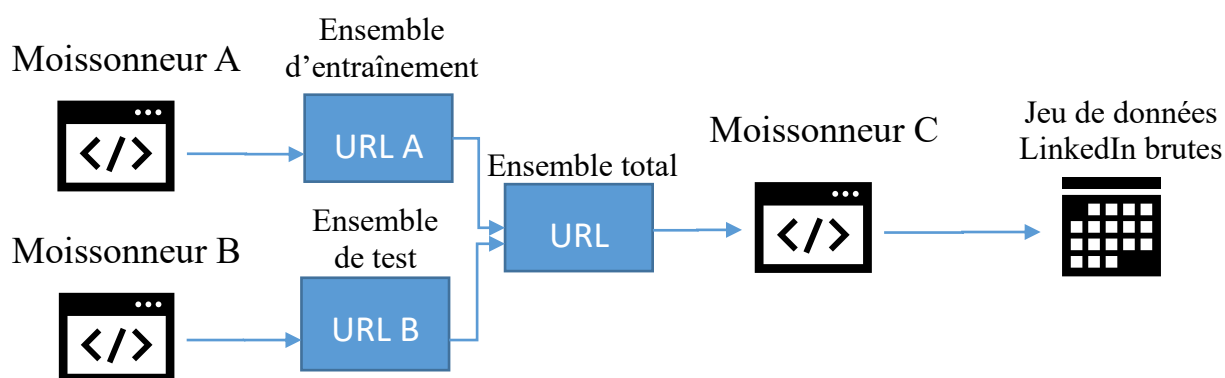 Moissonneur A
</>
Ensemble
d’entraînement
URL A
Moissonneur B
</>
Ensemble
de test
URL B
Ensemble total
URL
Moissonneur C
</>
Jeu de données
LinkedIn brutes